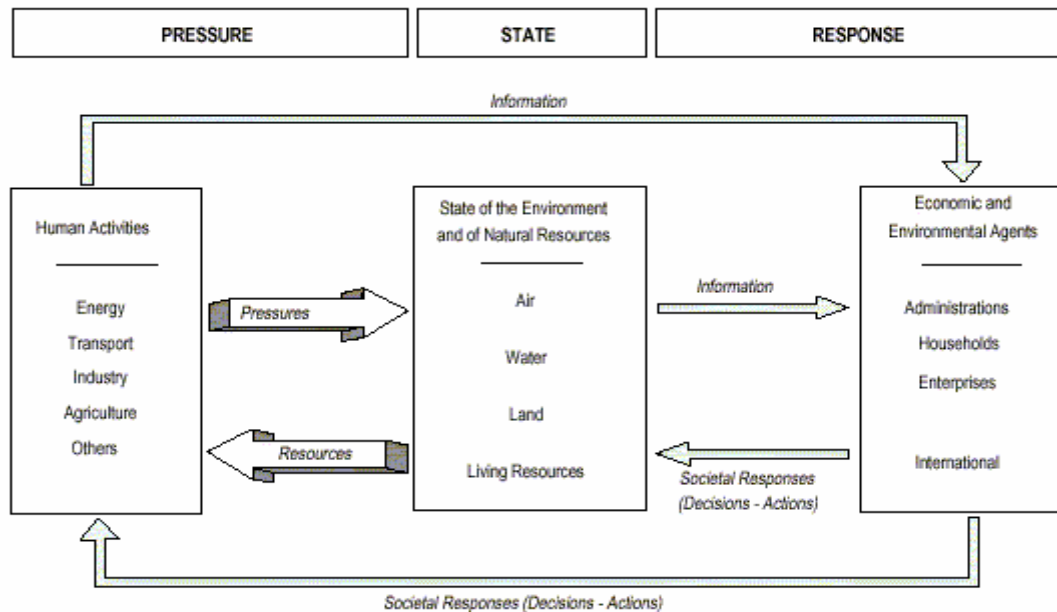 PRESSURE
STATE
RESPONSE
Information
Human Activities
Energy
Transport
Industry
Agriculture
Others
Pressures
Resources
State of the Environment
and of Natural Resources
Air
Water
Land
Living Resources
Information
Societal Responses
(Decisions - Actions)
Economic and
Environmental Agents
Administrations
Households
Enterprises
International
Societal Responses (Decisions - Actions)